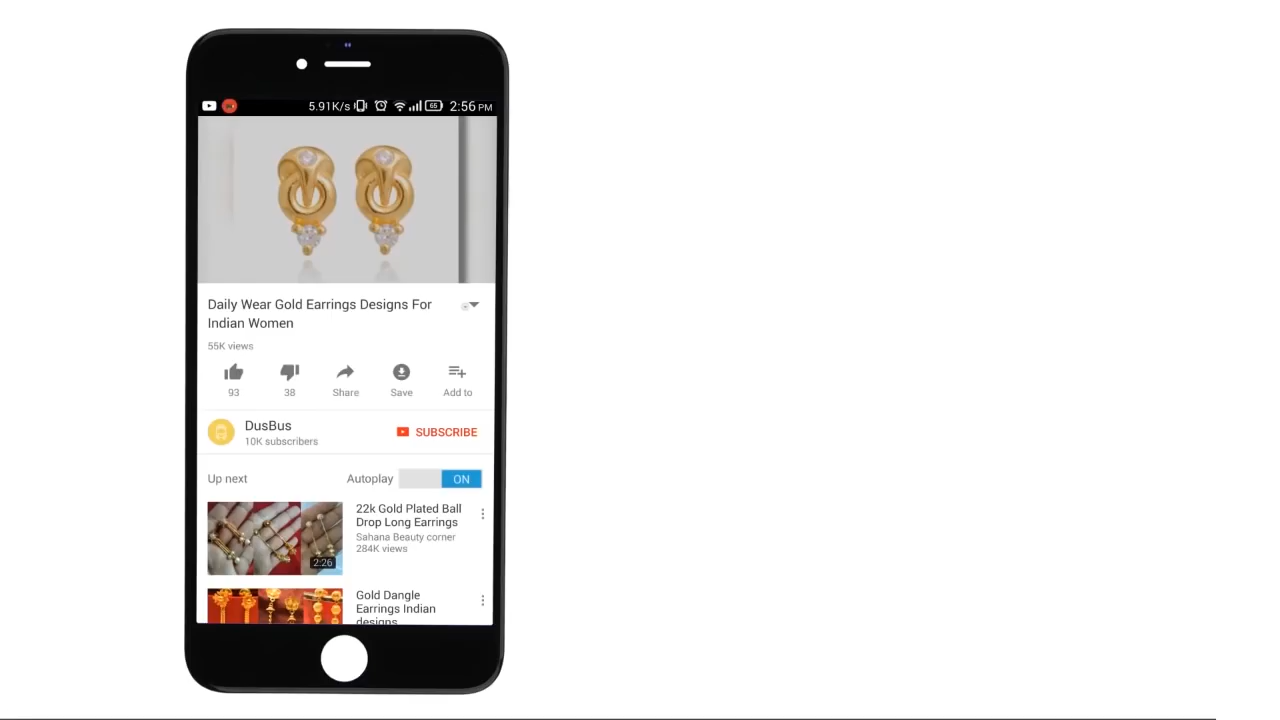 5.91K/s 65 2:56 PM
Daily Wear Gold Earrings Designs For
Indian Women
55K views
93 38 Share Save Add to
DusBus
10K subscribers
SUBSCRIBE
Up next Autoplay ON
22k Gold Plated Ball
Drop Long Earrings
Sahana Beauty corner
284K views
2:26
Gold Dangle
Earrings Indian
designs